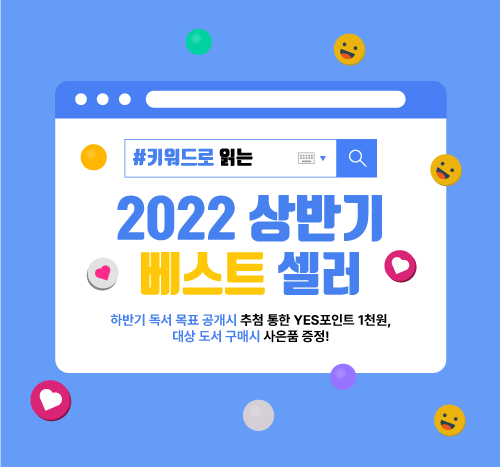 #키워드로 읽는
2022 상반기
베스트 셀러
하반기 독서 목표 공개시 추첨 통한 YES포인트 1천원,
대상 도서 구매시 사은품 증정!